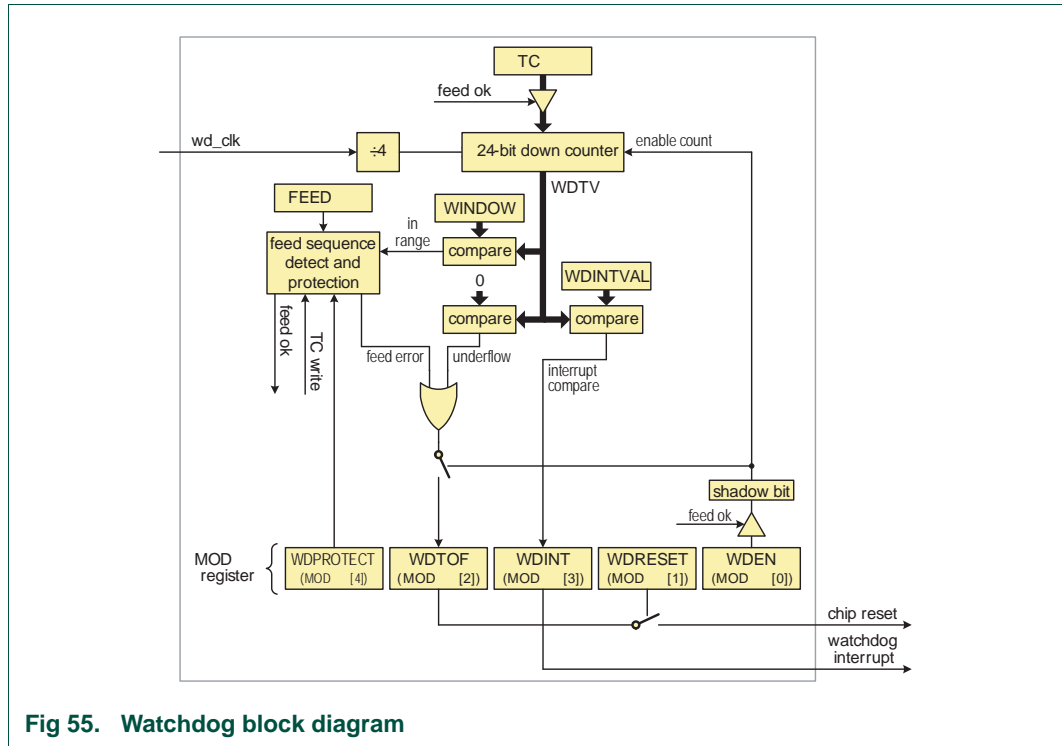 TC
feed ok
wd_clk
÷4
24-bit down counter
enable count
WDTV
FEED
WINDOW
in
range
feed sequence
detect and
protection
compare
WDINTVAL
0
compare
compare
feed ok
TC write
feed error
underflow
interrupt
compare
shadow bit
feed ok
MOD
register
WDPROTECT
(MOD [4])
WDTOF
(MOD [2])
WDINT
(MOD [3])
WDRESET
(MOD [1])
WDEN
(MOD [0])
chip reset
watchdog
interrupt
Fig 55. Watchdog block diagram